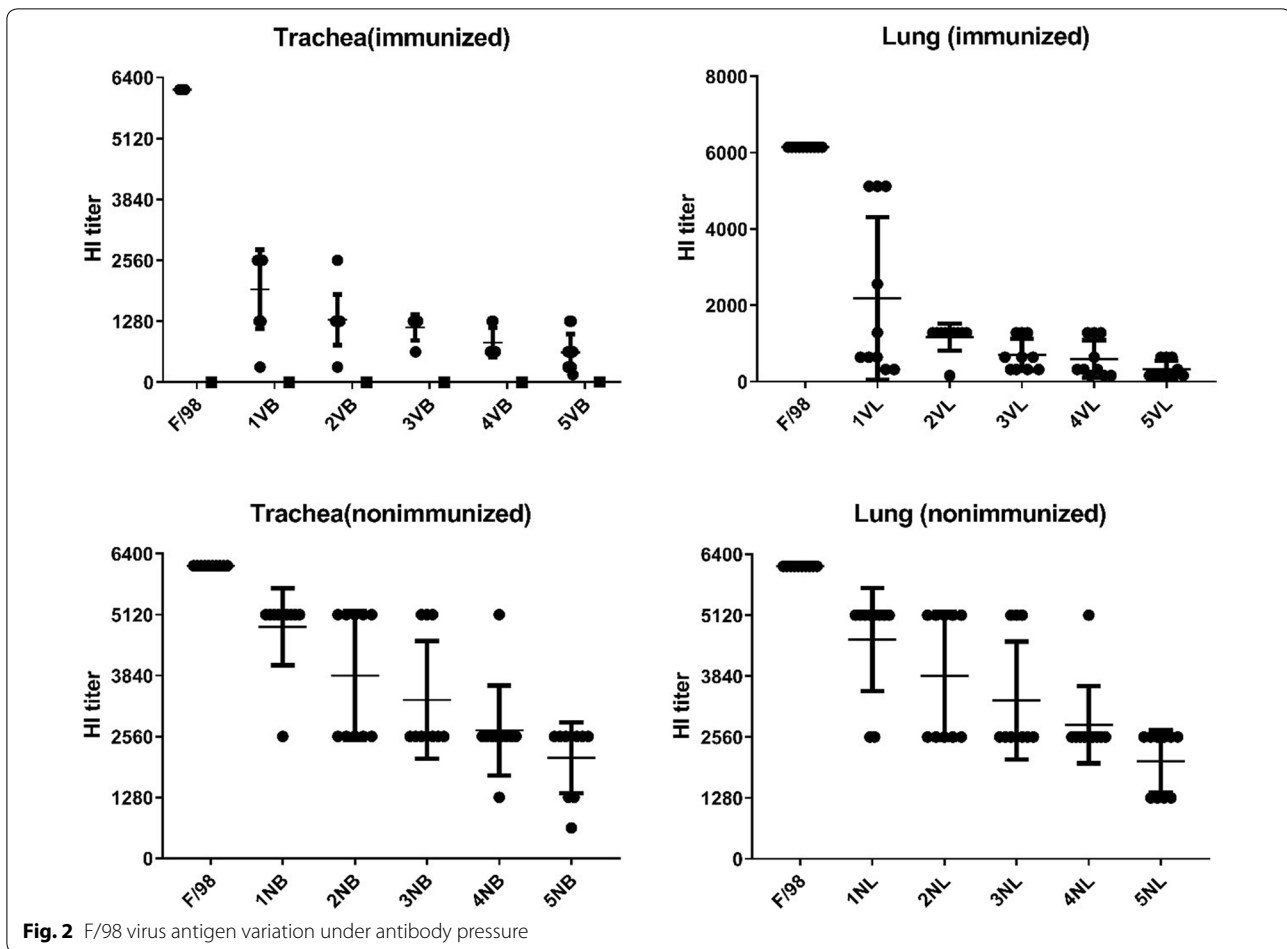 Trachea(immunized)
HI titer
6400
5120
3840
2560
1280
0
F/98 1VB 2VB 3VB 4VB 5VB
Lung (immunized)
HI titer
8000
6000
4000
2000
0
F/98 1VL 2VL 3VL 4VL 5VL
Trachea(nonimmunized)
HI titer
6400
5120
3840
2560
1280
0
F/98 1NB 2NB 3NB 4NB 5NB
Lung (nonimmunized)
HI titer
6400
5120
3840
2560
1280
0
F/98 1NL 2NL 3NL 4NL 5NL
Fig. 2 F/98 virus antigen variation under antibody pressure